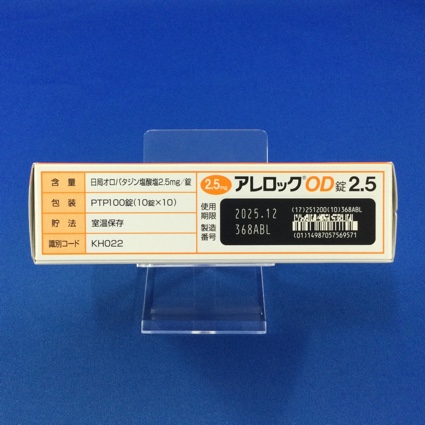 含量 日局オロパタジン塩酸塩2.5mg/錠
包装 PTP100錠(10錠×10)
貯法 室温保存
識別コード KH022
2.5mg アレロック®OD錠 2.5
使用期限 2025.12
製造番号 368ABL
(17)251200(10)368ABL
(01)14987057569571